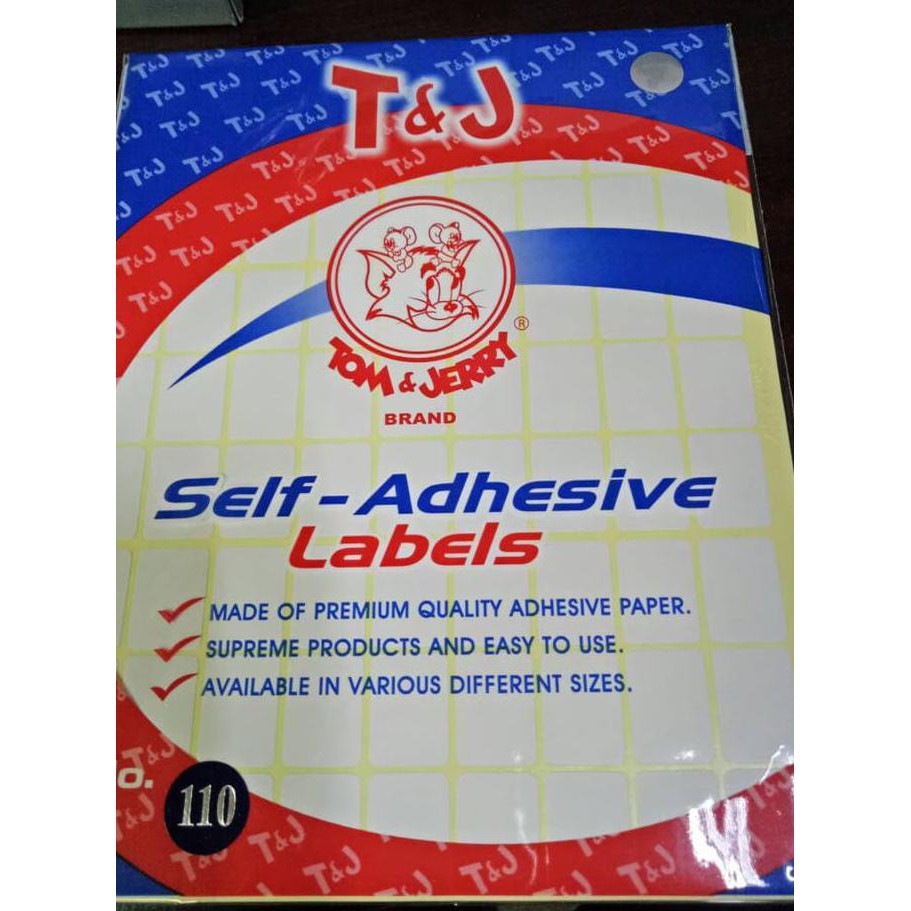 T&J
TOM & JERRY ®
BRAND
Self-Adhesive
Labels
MADE OF PREMIUM QUALITY ADHESIVE PAPER.
SUPREME PRODUCTS AND EASY TO USE.
AVAILABLE IN VARIOUS DIFFERENT SIZES.
o. 110